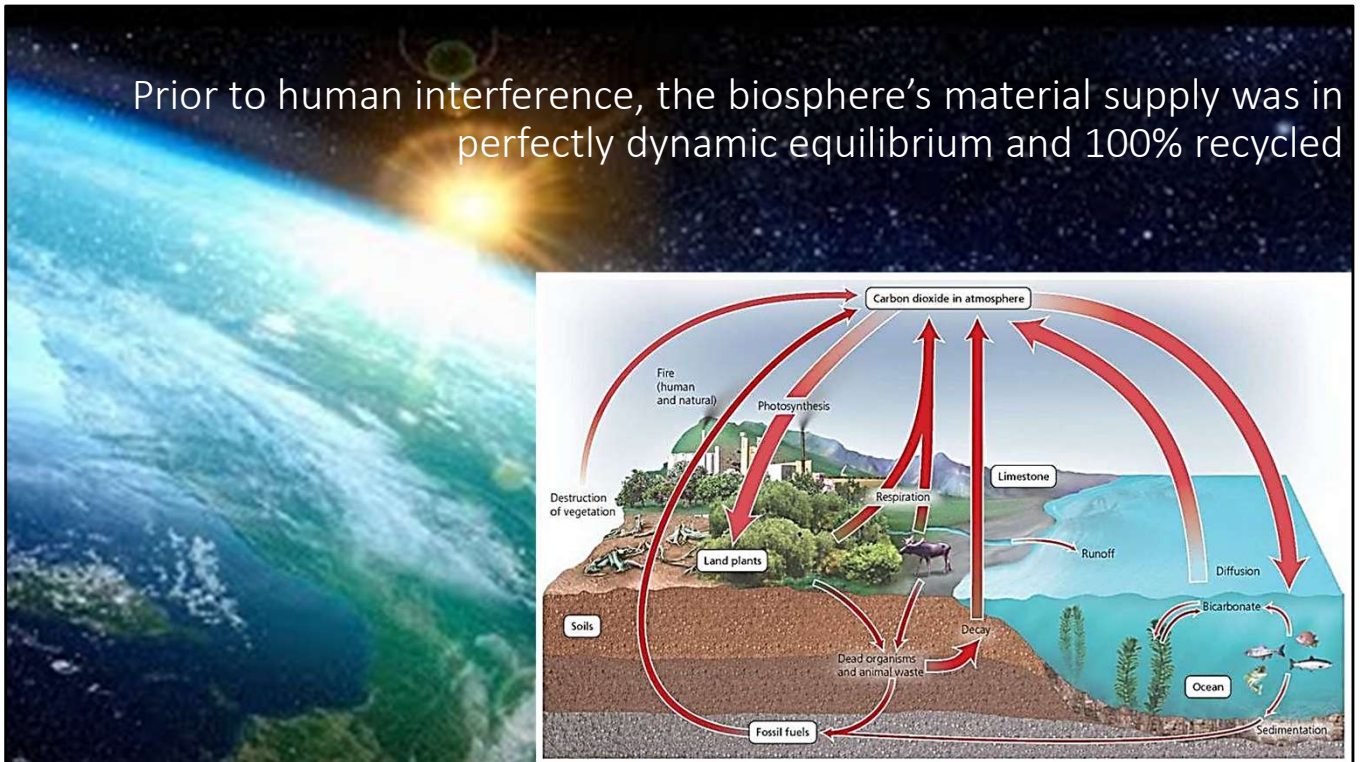 Prior to human interference, the biosphere’s material supply was in
perfectly dynamic equilibrium and 100% recycled
Carbon dioxide in atmosphere
Fire
(human
and natural)
Photosynthesis
Limestone
Respiration
Destruction
of vegetation
Land plants
Runoff
Diffusion
Bicarbonate
Soils
Decay
Dead organisms
and animal waste
Ocean
Fossil fuels
Sedimentation